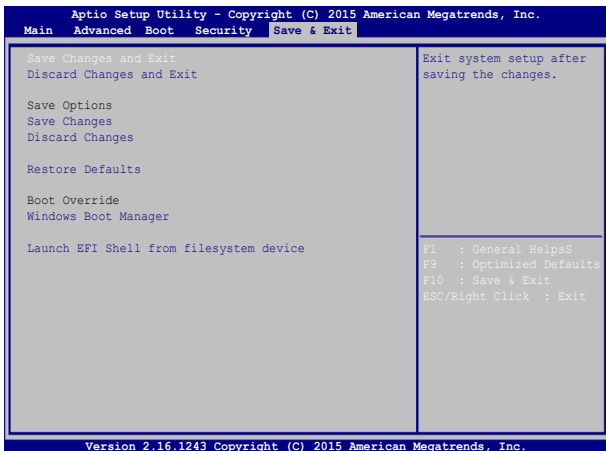 Aptio Setup Utility - Copyright (C) 2015 American Megatrends, Inc.
Main Advanced Boot Security Save & Exit
Save Changes and Exit
Discard Changes and Exit
Save Options
Save Changes
Discard Changes
Restore Defaults
Boot Override
Windows Boot Manager
Launch EFI Shell from filesystem device
Exit system setup after
saving the changes.
F1 : General HelpsS
F9 : Optimized Defaults
F10 : Save & Exit
ESC/Right Click : Exit
Version 2.16.1243 Copyright (C) 2015 American Megatrends, Inc.